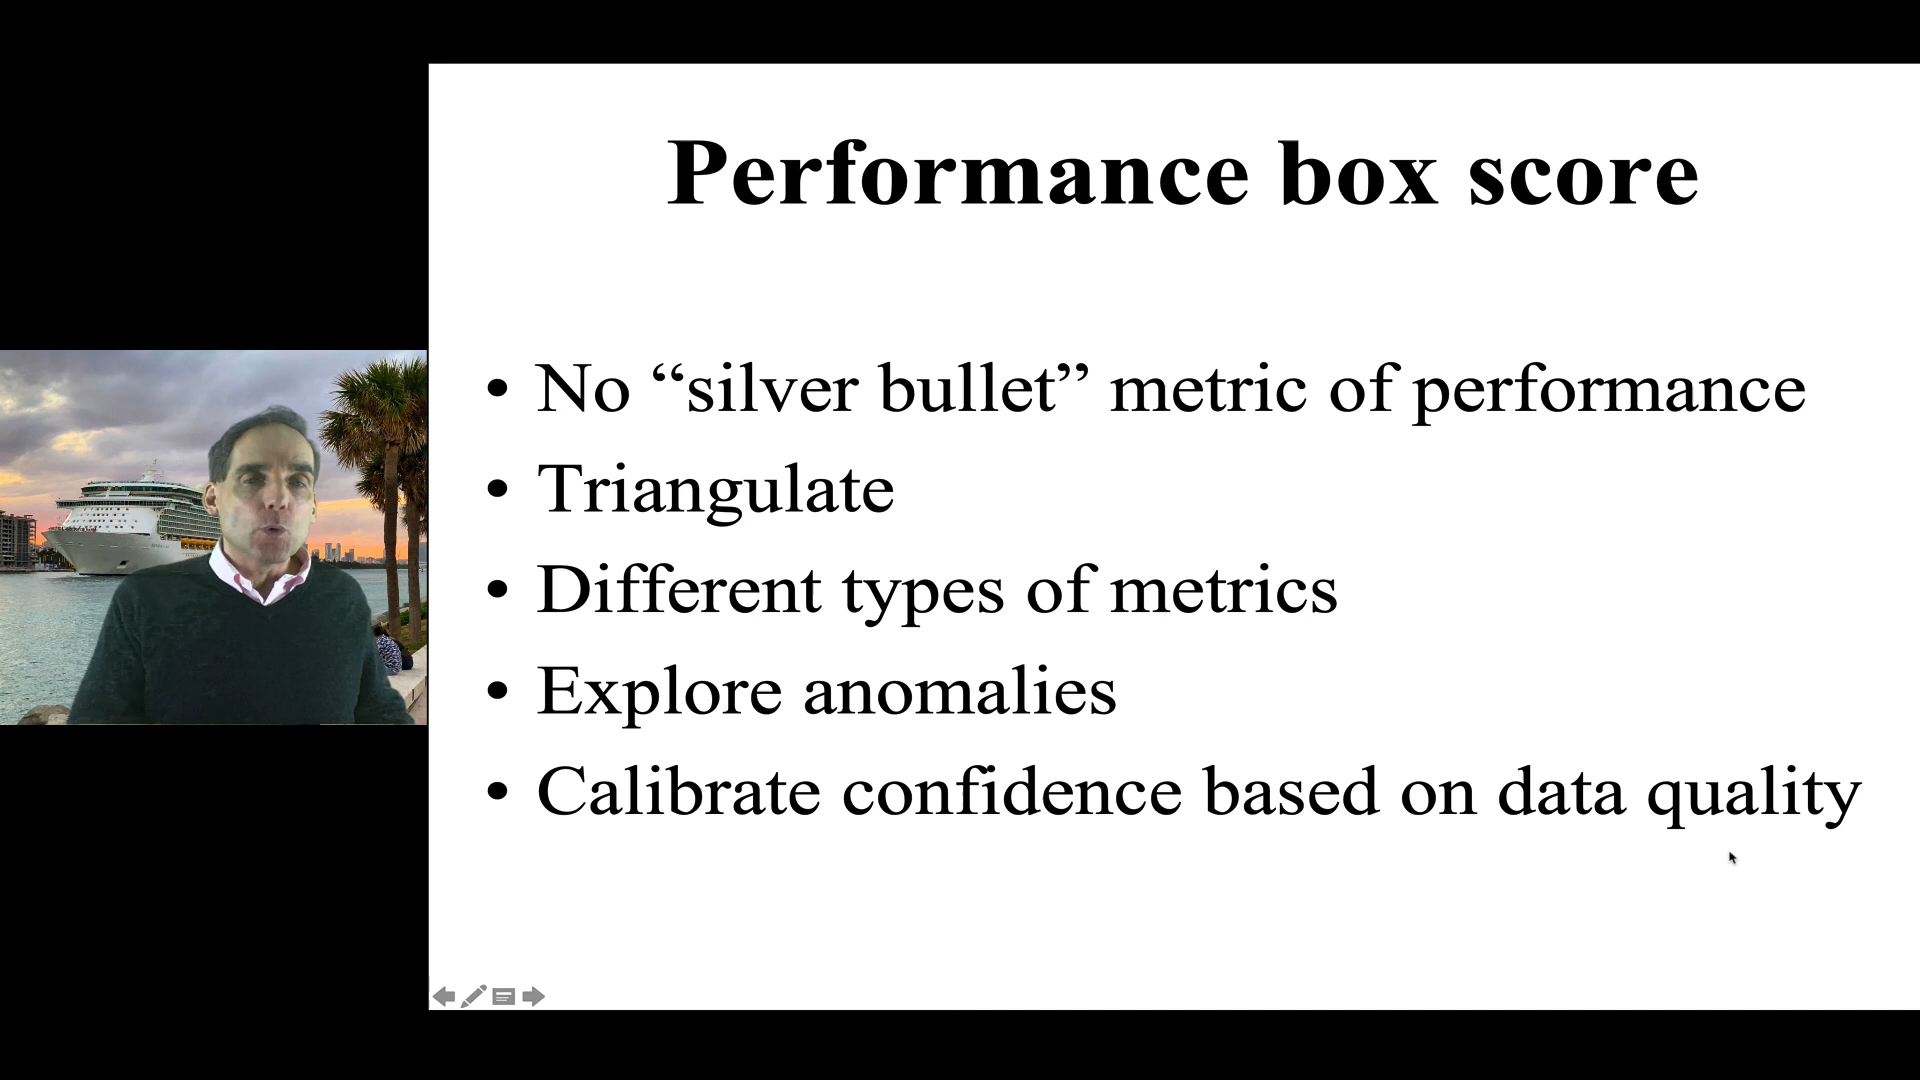 Performance box score
• No “silver bullet” metric of performance
• Triangulate
• Different types of metrics
• Explore anomalies
• Calibrate confidence based on data quality